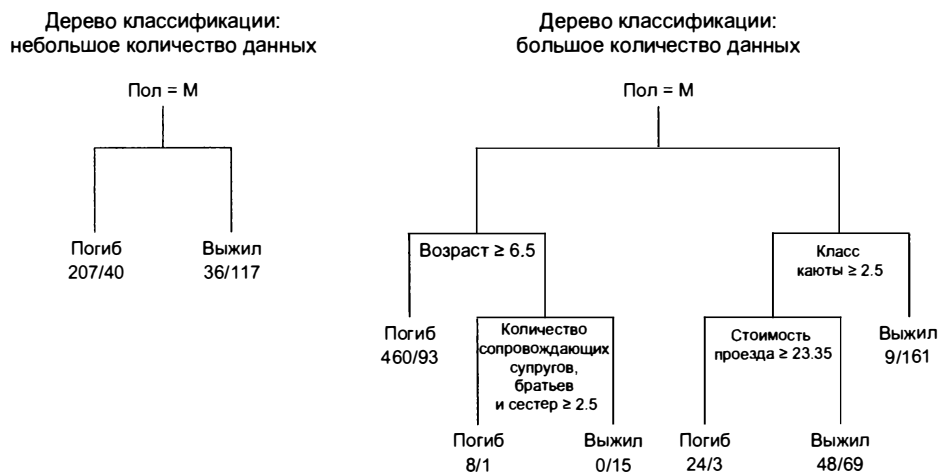 Дерево классификации:
небольшое количество данных
Пол = М
Погиб
207/40
Выжил
36/117
Дерево классификации:
большое количество данных
Пол = М
Возраст ≥ 6.5
Класс
каюты ≥ 2.5
Погиб
460/93
Количество
сопровождающих
супругов,
братьев
и сестер ≥ 2.5
Стоимость
проезда ≥ 23.35
Выжил
9/161
Погиб
8/1
Выжил
0/15
Погиб
24/3
Выжил
48/69